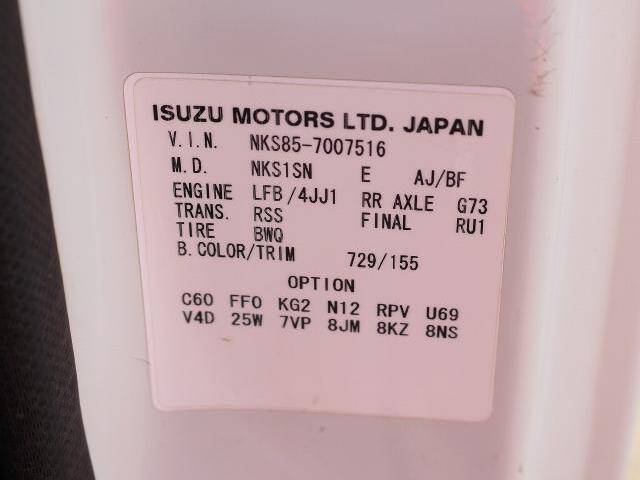 ISUZU MOTORS LTD. JAPAN
V.I.N. NKS85-7007516
M.D. NKS1SN E AJ/BF
ENGINE LFB/4JJ1 RR AXLE G73
TRANS. RSS FINAL RU1
TIRE BWQ
B.COLOR/TRIM 729/155
OPTION
C60 FFO KG2 N12 RPV U69
V4D 25W 7VP 8JM 8KZ 8NS